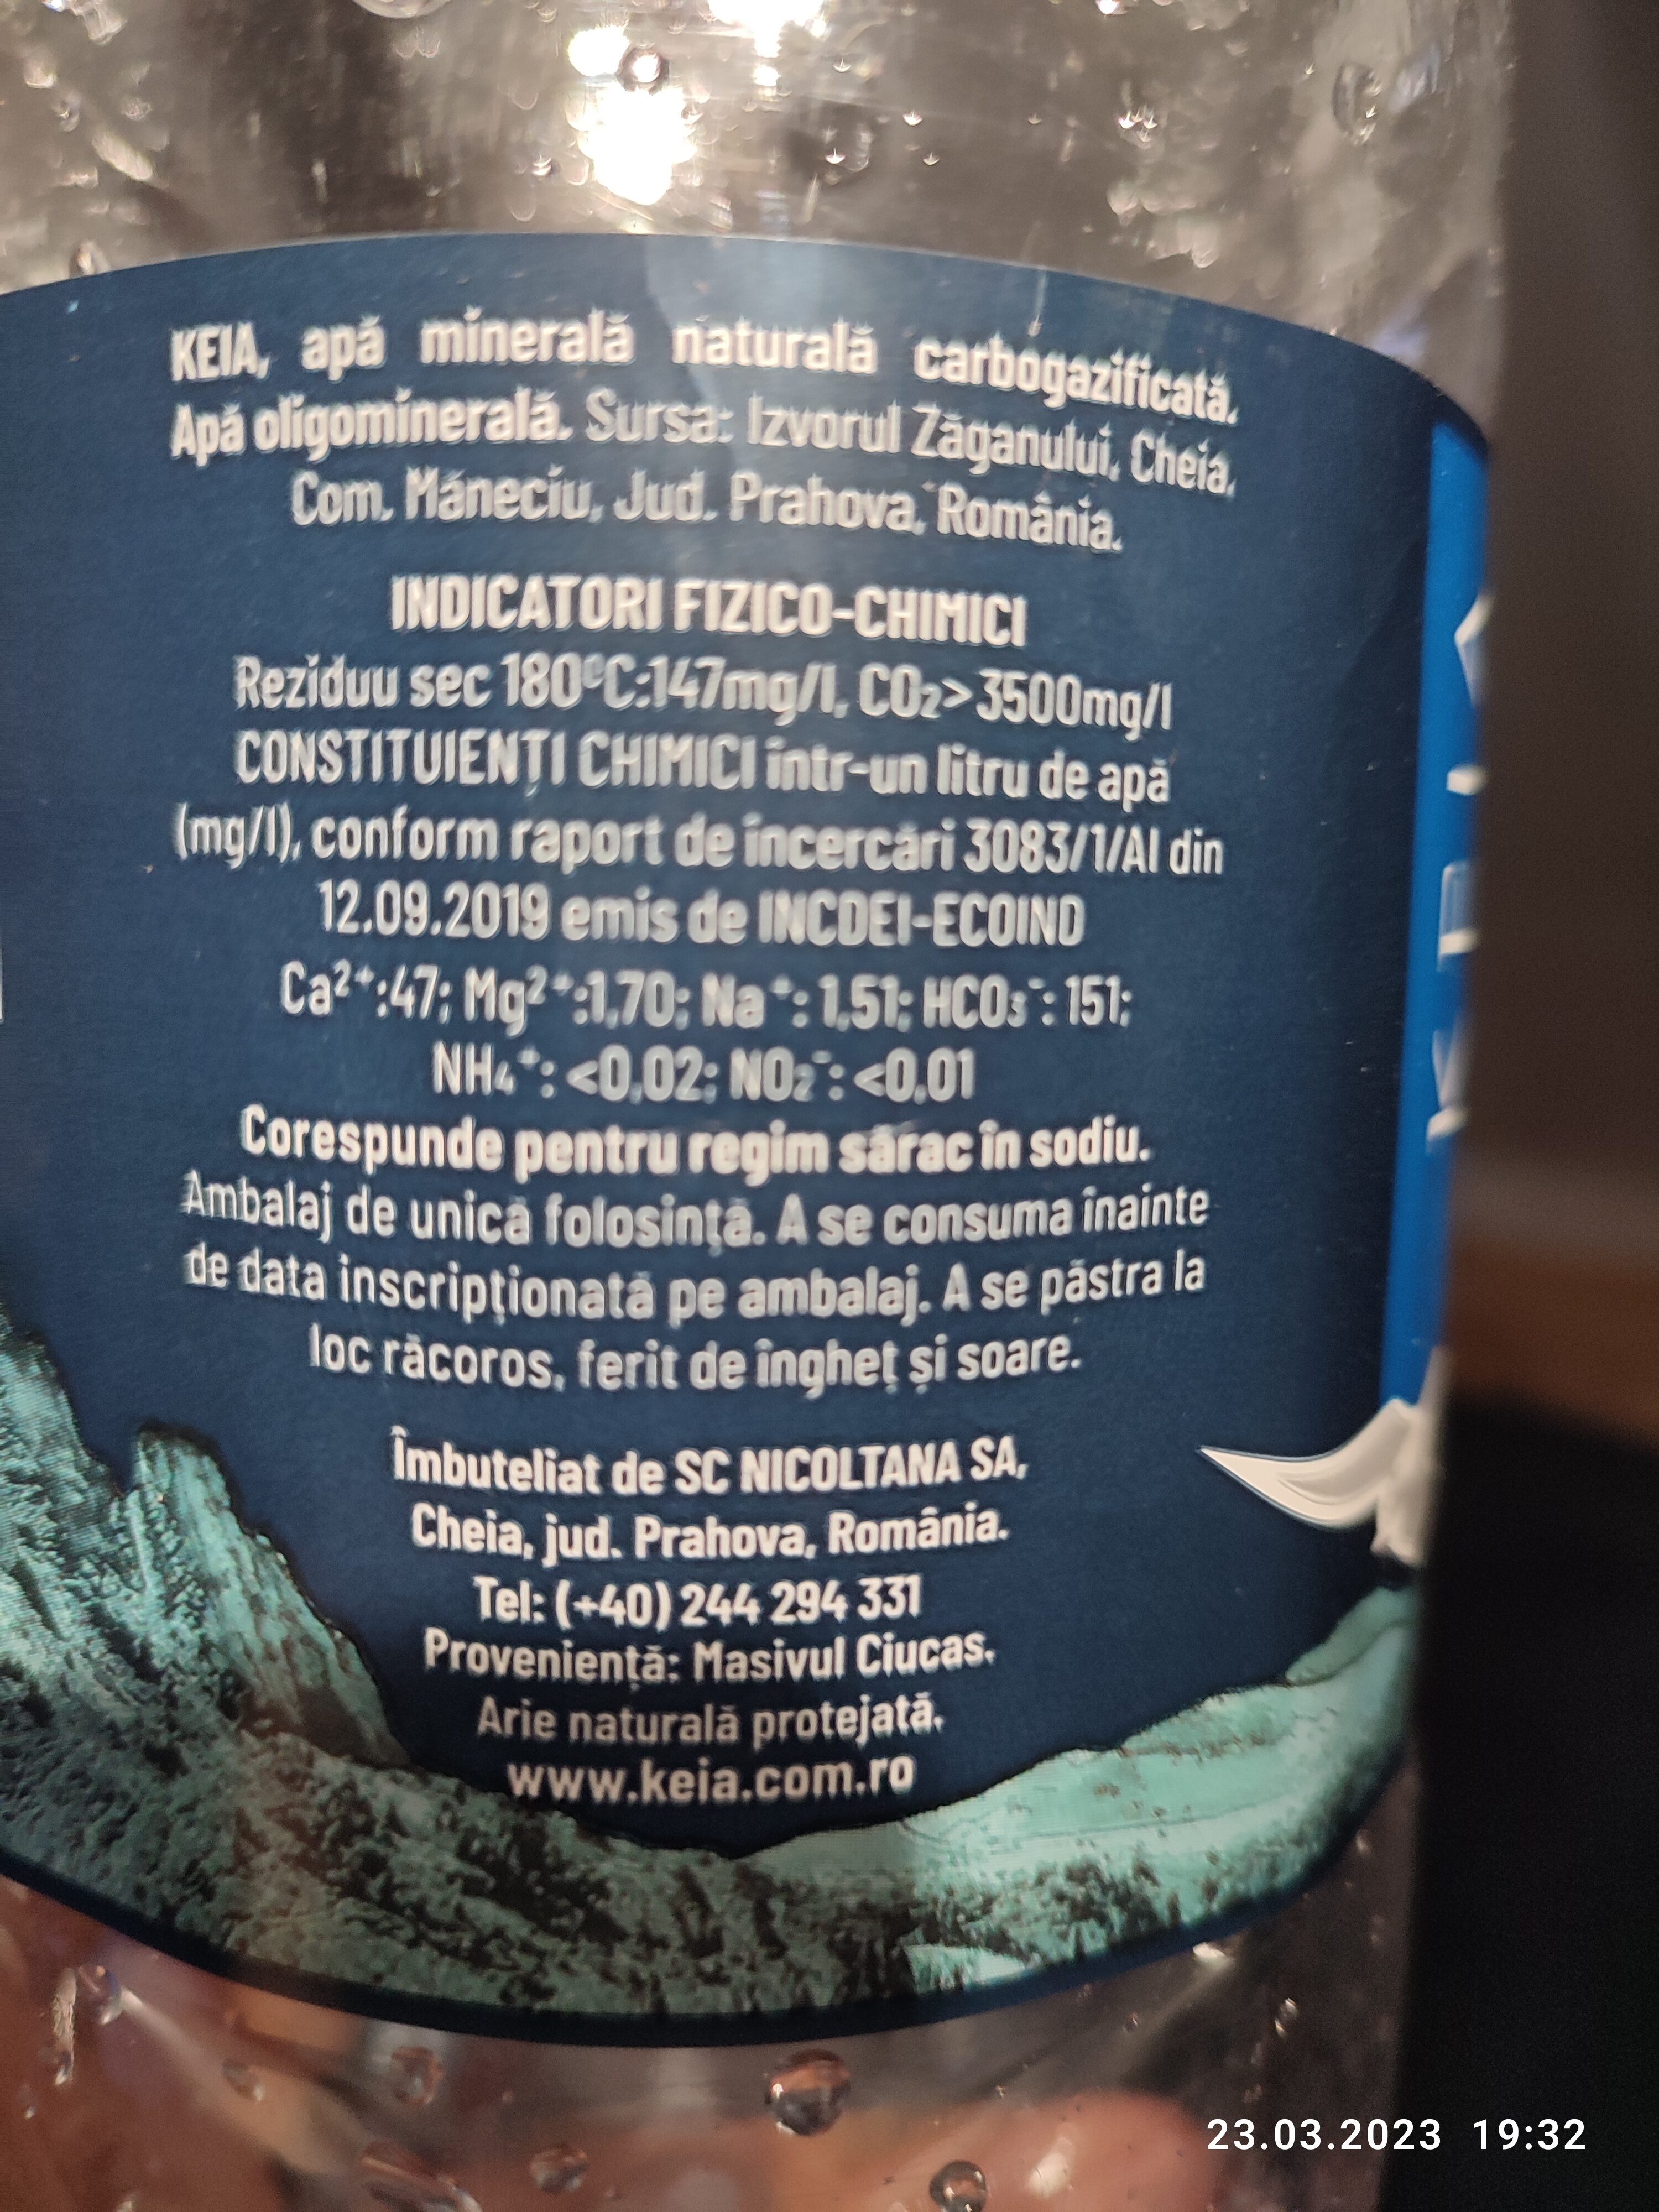 KEIA, apă minerală naturală carbogazificată.
Apă oligominerală. Sursa: Izvorul Zăganului, Cheia,
Com. Măneciu, Jud. Prahova, România.
INDICATORI FIZICO-CHIMICI
Reziduu sec 180°C:147mg/l, CO₂>3500mg/l
CONSTITUIENȚI CHIMICI într-un litru de apă
(mg/l), conform raport de încercări 3083/1/AI din
12.09.2019 emis de INCDEI-ECOIND
Ca²⁺:47; Mg²⁺:1,70; Na⁺: 1,51; HCO₃⁻: 151;
NH₄⁺: <0,02; NO₂⁻: <0,01
Corespunde pentru regim sărac în sodiu.
Ambalaj de unică folosință. A se consuma înainte
de data inscripționată pe ambalaj. A se păstra la
loc răcoros, ferit de îngheț și soare.
Îmbuteliat de SC NICOLTANA SA,
Cheia, jud. Prahova, România.
Tel: (+40) 244 294 331
Proveniență: Masivul Ciucas.
Arie naturală protejată.
www.keia.com.ro
KEIA
23.03.2023 19:32